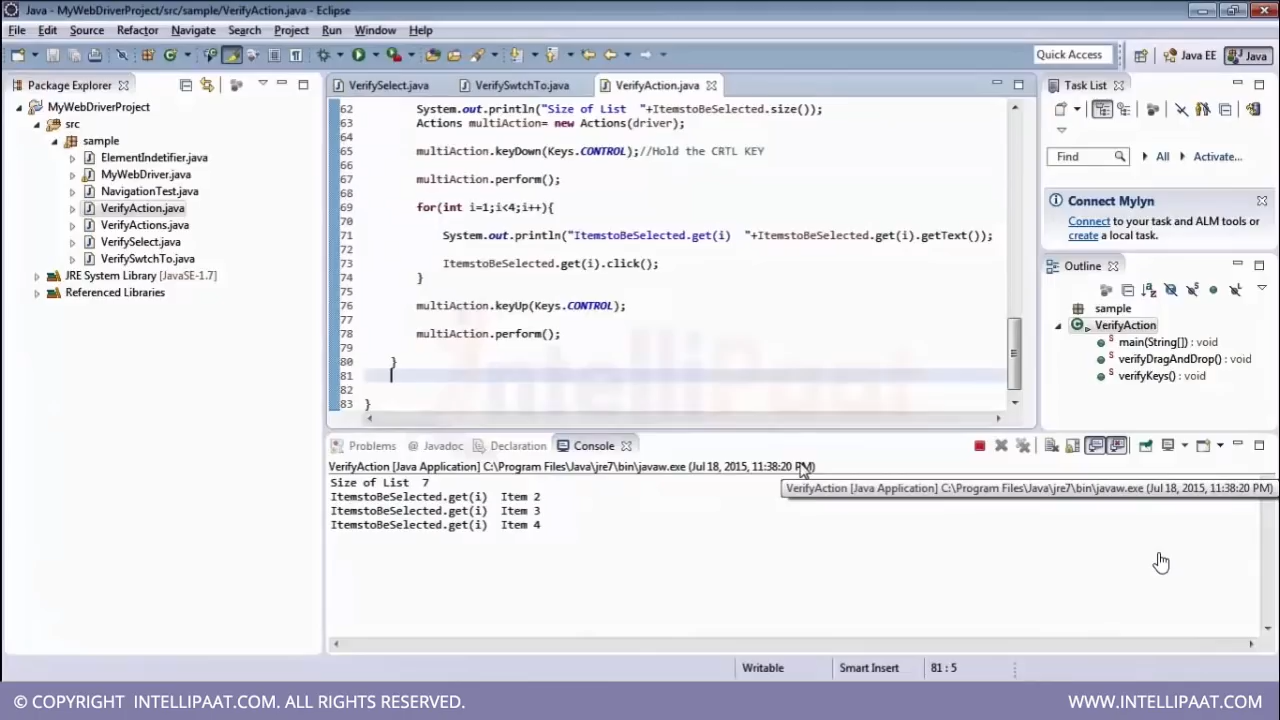 Java - MyWebDriverProject/src/sample/VerifyAction.java - Eclipse
File Edit Source Refactor Navigate Search Project Run Window Help
Quick Access Java EE Java
Package Explorer
MyWebDriverProject
src
sample
ElementIndetifier.java
MyWebDriver.java
NavigationTest.java
VerifyAction.java
VerifyActions.java
VerifySelect.java
VerifySwtchTo.java
JRE System Library [JavaSE-1.7]
Referenced Libraries
VerifySelect.java VerifySwtchTo.java VerifyAction.java
62 System.out.println("Size of List "+ItemstoBeSelected.size());
63 Actions multiAction= new Actions(driver);
64
65 multiAction.keyDown(Keys.CONTROL);//Hold the CRTL KEY
66
67 multiAction.perform();
68
69 for(int i=1;i<4;i++){
70
71 System.out.println("ItemstoBeSelected.get(i) "+ItemstoBeSelected.get(i).getText());
72
73 ItemstoBeSelected.get(i).click();
74 }
75
76 multiAction.keyUp(Keys.CONTROL);
77
78 multiAction.perform();
79
80 }
81
82
83 }
Task List
Find All Activate...
Connect Mylyn
Connect to your task and ALM tools or
create a local task.
Outline
sample
VerifyAction
main(String[]) : void
verifyDragAndDrop() : void
verifyKeys() : void
Problems @ Javadoc Declaration Console
VerifyAction [Java Application] C:\Program Files\Java\jre7\bin\javaw.exe (Jul 18, 2015, 11:38:20 PM)
Size of List 7
ItemstoBeSelected.get(i) Item 2
ItemstoBeSelected.get(i) Item 3
ItemstoBeSelected.get(i) Item 4
VerifyAction [Java Application] C:\Program Files\Java\jre7\bin\javaw.exe (Jul 18, 2015, 11:38:20 PM)
Writable Smart Insert 81 : 5
© COPYRIGHT INTELLIPAAT.COM. ALL RIGHTS RESERVED. WWW.INTELLIPAAT.COM